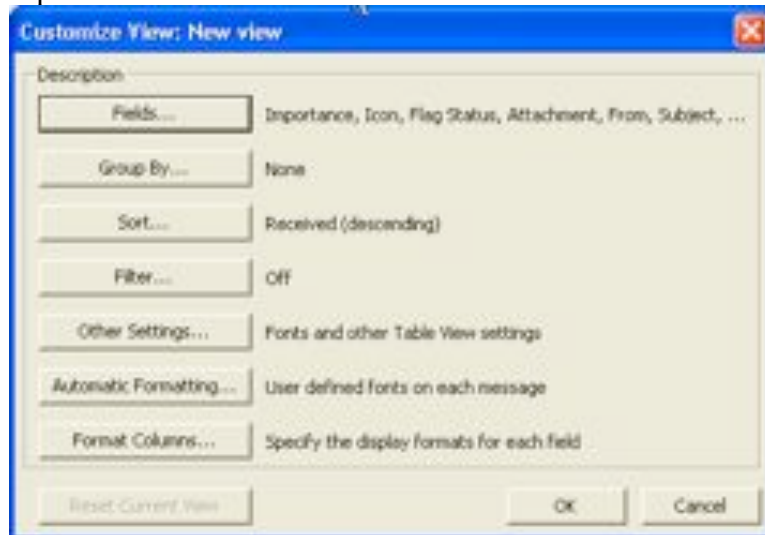 Customize View: New view
Description
Fields... Importance, Icon, Flag Status, Attachment, From, Subject, ...
Group By... None
Sort... Received (descending)
Filter... Off
Other Settings... Fonts and other Table View settings
Automatic Formatting... User defined fonts on each message
Format Columns... Specify the display formats for each field
Reset Current View OK Cancel